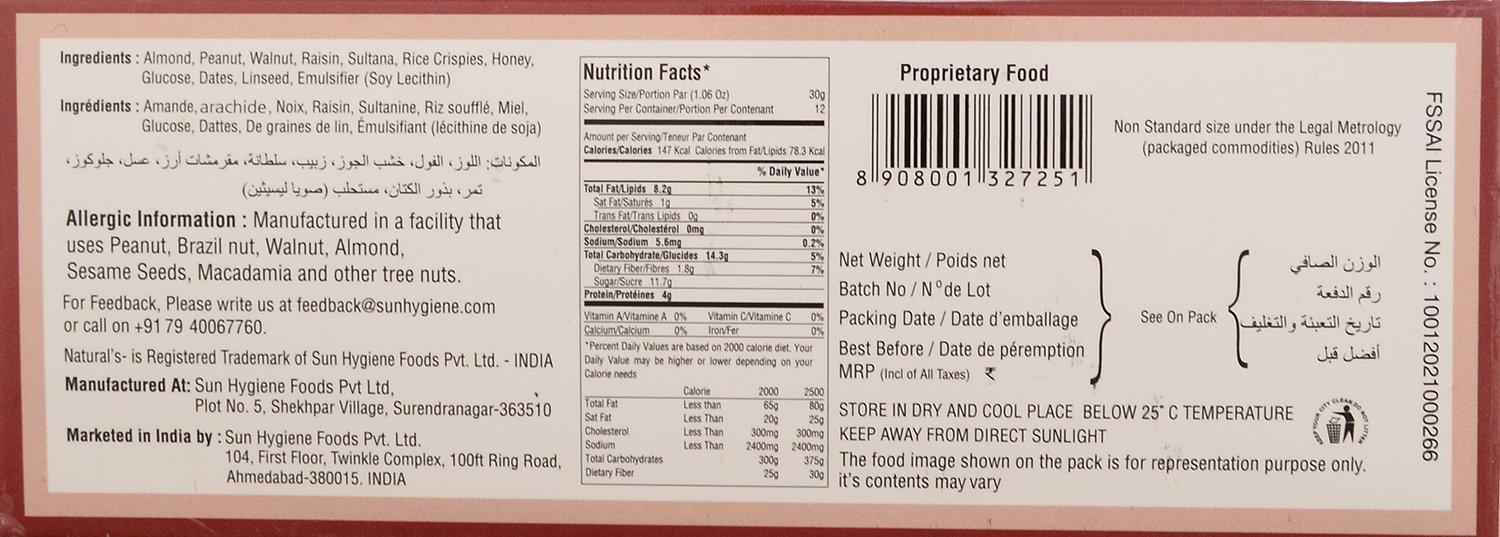 Ingredients : Almond, Peanut, Walnut, Raisin, Sultana, Rice Crispies, Honey,
Glucose, Dates, Linseed, Emulsifier (Soy Lecithin)
Ingrédients : Amande, arachide, Noix, Raisin, Sultanine, Riz soufflé, Miel,
Glucose, Dattes, De graines de lin, Émulsifiant (lécithine de soja)
المكونات: اللوز، الفول، خشب الجوز، زبيب، سلطانة، مقرمشات أرز، عسل، جلوكوز،
تمر، بذور الكتان، مستحلب (صويا ليسيثين)
Allergic Information : Manufactured in a facility that
uses Peanut, Brazil nut, Walnut, Almond,
Sesame Seeds, Macadamia and other tree nuts.
For Feedback, Please write us at feedback@sunhygiene.com
or call on +91 79 40067760.
Natural's- is Registered Trademark of Sun Hygiene Foods Pvt. Ltd. - INDIA
Manufactured At: Sun Hygiene Foods Pvt Ltd,
Plot No. 5, Shekhpar Village, Surendranagar-363510
Marketed in India by : Sun Hygiene Foods Pvt. Ltd.
104, First Floor, Twinkle Complex, 100ft Ring Road,
Ahmedabad-380015. INDIA
Nutrition Facts*
Serving Size/Portion Par (1.06 Oz) 30g
Serving Per Container/Portion Per Contenant 12
Amount per Serving/Teneur Par Contenant
Calories/Calories 147 Kcal Calories from Fat/Lipids 78.3 Kcal
% Daily Value*
Total Fat/Lipids 8.2g 13%
Sat Fat/Saturés 1g 5%
Trans Fat/Trans Lipids 0g 0%
Cholesterol/Cholestérol 0mg 0%
Sodium/Sodium 5.6mg 0.2%
Total Carbohydrate/Glucides 14.3g 5%
Dietary Fiber/Fibres 1.8g 7%
Sugar/Sucre 11.7g
Protein/Protéines 4g
Vitamin A/Vitamine A 0% Vitamin C/Vitamine C 0%
Calcium/Calcium 0% Iron/Fer 0%
*Percent Daily Values are based on 2000 calorie diet. Your
Daily Value may be higher or lower depending on your
Calorie needs
Calorie 2000 2500
Total Fat Less than 65g 80g
Sat Fat Less Than 20g 25g
Cholesterol Less Than 300mg 300mg
Sodium Less Than 2400mg 2400mg
Total Carbohydrates 300g 375g
Dietary Fiber 25g 30g
Proprietary Food
8 908001 327251
Non Standard size under the Legal Metrology
(packaged commodities) Rules 2011
Net Weight / Poids net
Batch No / N° de Lot
Packing Date / Date d'emballage
Best Before / Date de péremption
MRP (Incl of All Taxes) ₹
See On Pack
الوزن الصافي
رقم الدفعة
تاريخ التعبئة والتغليف
أفضل قبل
STORE IN DRY AND COOL PLACE BELOW 25° C TEMPERATURE
KEEP AWAY FROM DIRECT SUNLIGHT
The food image shown on the pack is for representation purpose only.
it's contents may vary
KEEP YOUR CITY CLEAN DO NOT LITTER
FSSAI License No. : 10012021000266